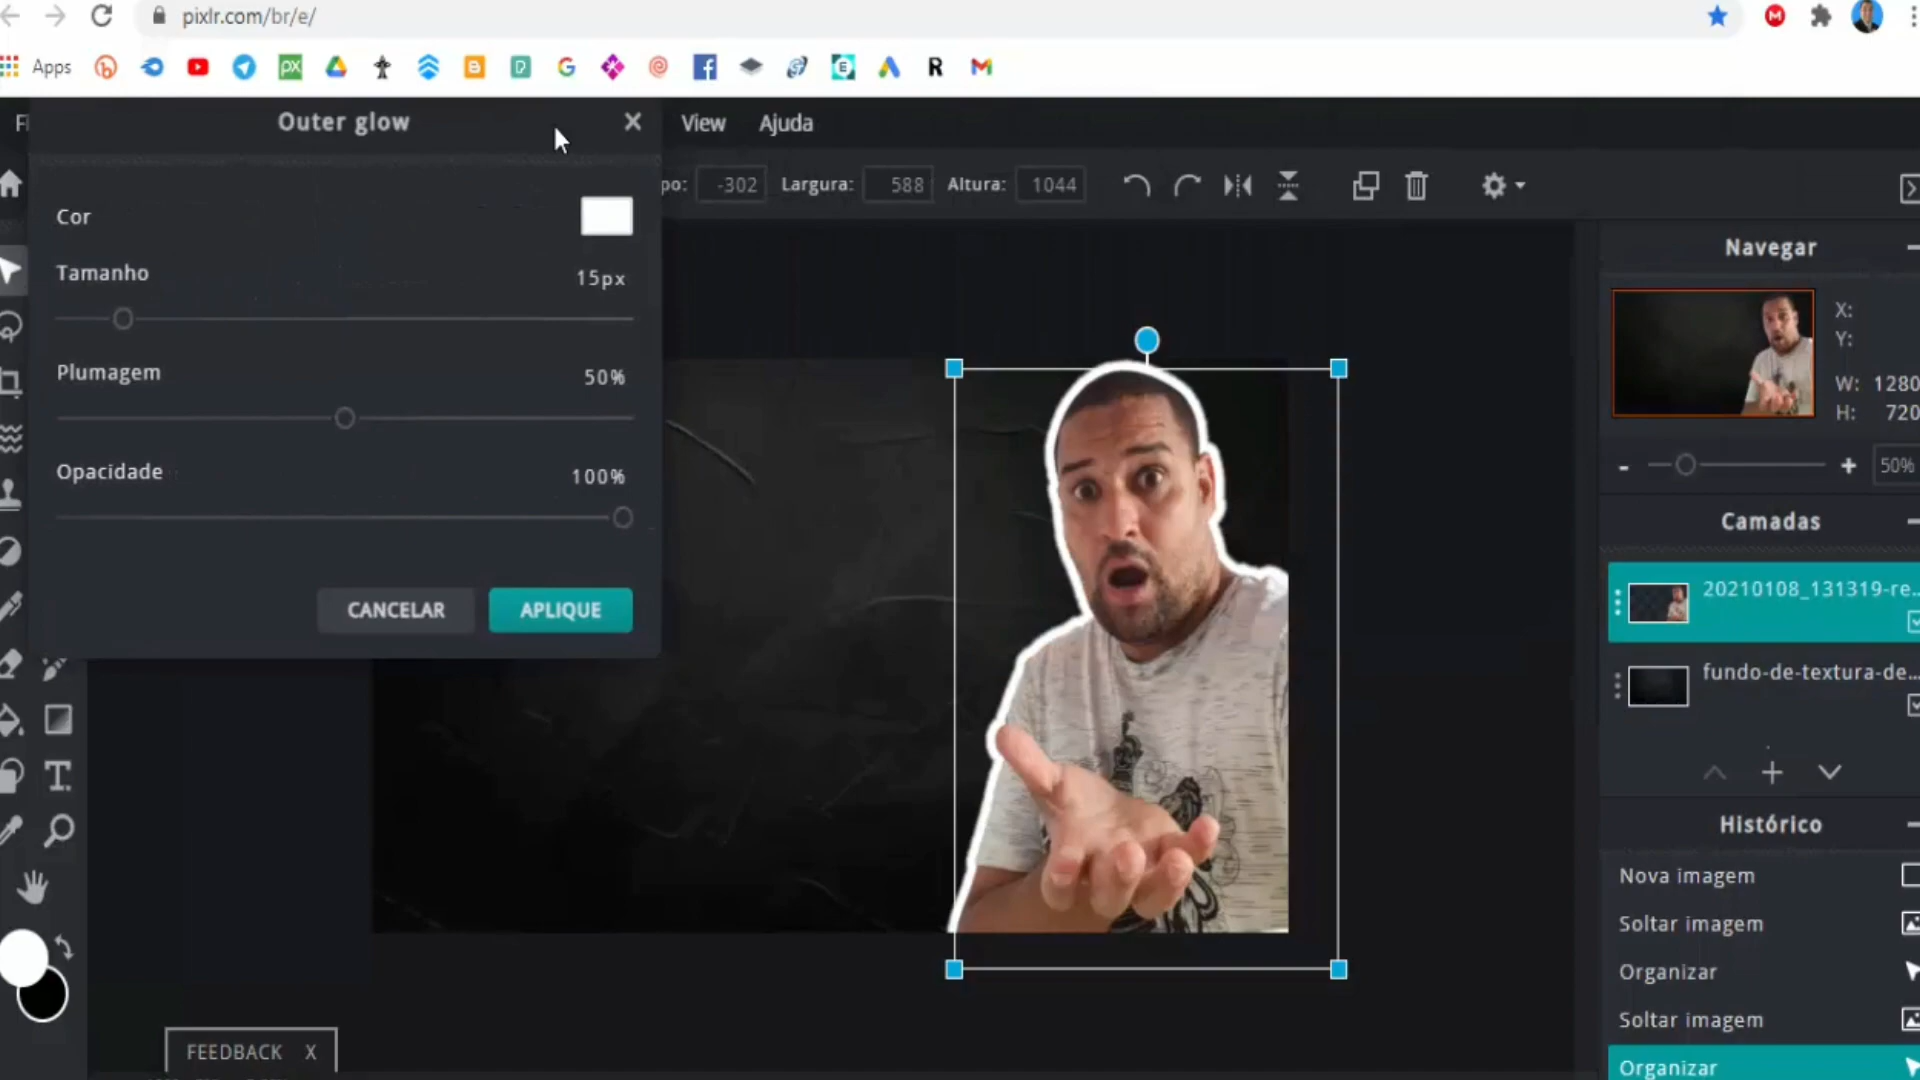 pixlr.com/br/e/
Apps
Outer glow
View Ajuda
po: -302 Largura: 588 Altura: 1044
Cor
Tamanho
15px
Plumagem
50%
Opacidade
100%
CANCELAR APLIQUE
Navegar
X:
Y:
W: 1280
H: 720
- + 50%
Camadas
20210108_131319-re...
fundo-de-textura-de...
Histórico
Nova imagem
Soltar imagem
Organizar
Soltar imagem
Organizar
FEEDBACK X